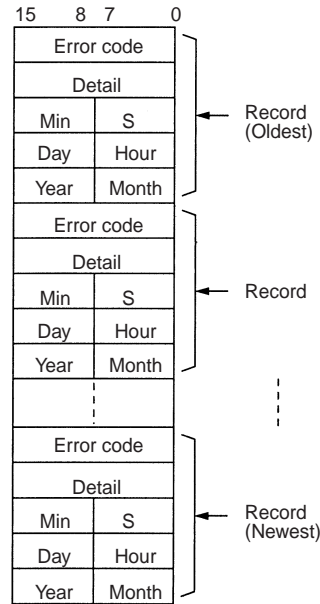 15 8 7 0
Error code
Detail
Min S
Day Hour
Year Month
Record
(Oldest)
Error code
Detail
Min S
Day Hour
Year Month
Record
Error code
Detail
Min S
Day Hour
Year Month
Record
(Newest)